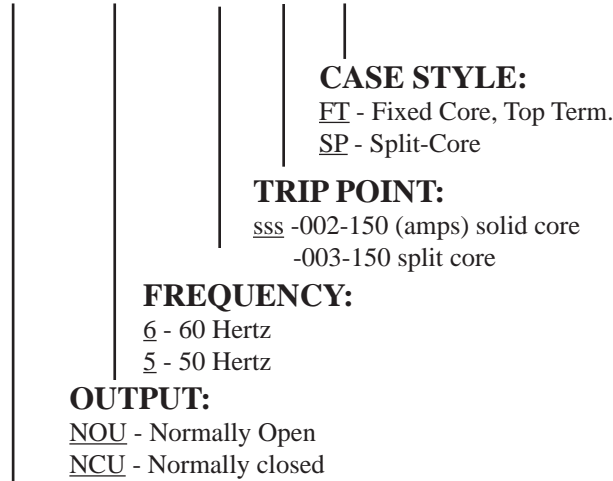 CASE STYLE:
FT - Fixed Core, Top Term.
SP - Split-Core
TRIP POINT:
sss -002-150 (amps) solid core
-003-150 split core
FREQUENCY:
6 - 60 Hertz
5 - 50 Hertz
OUTPUT:
NOU - Normally Open
NCU - Normally closed